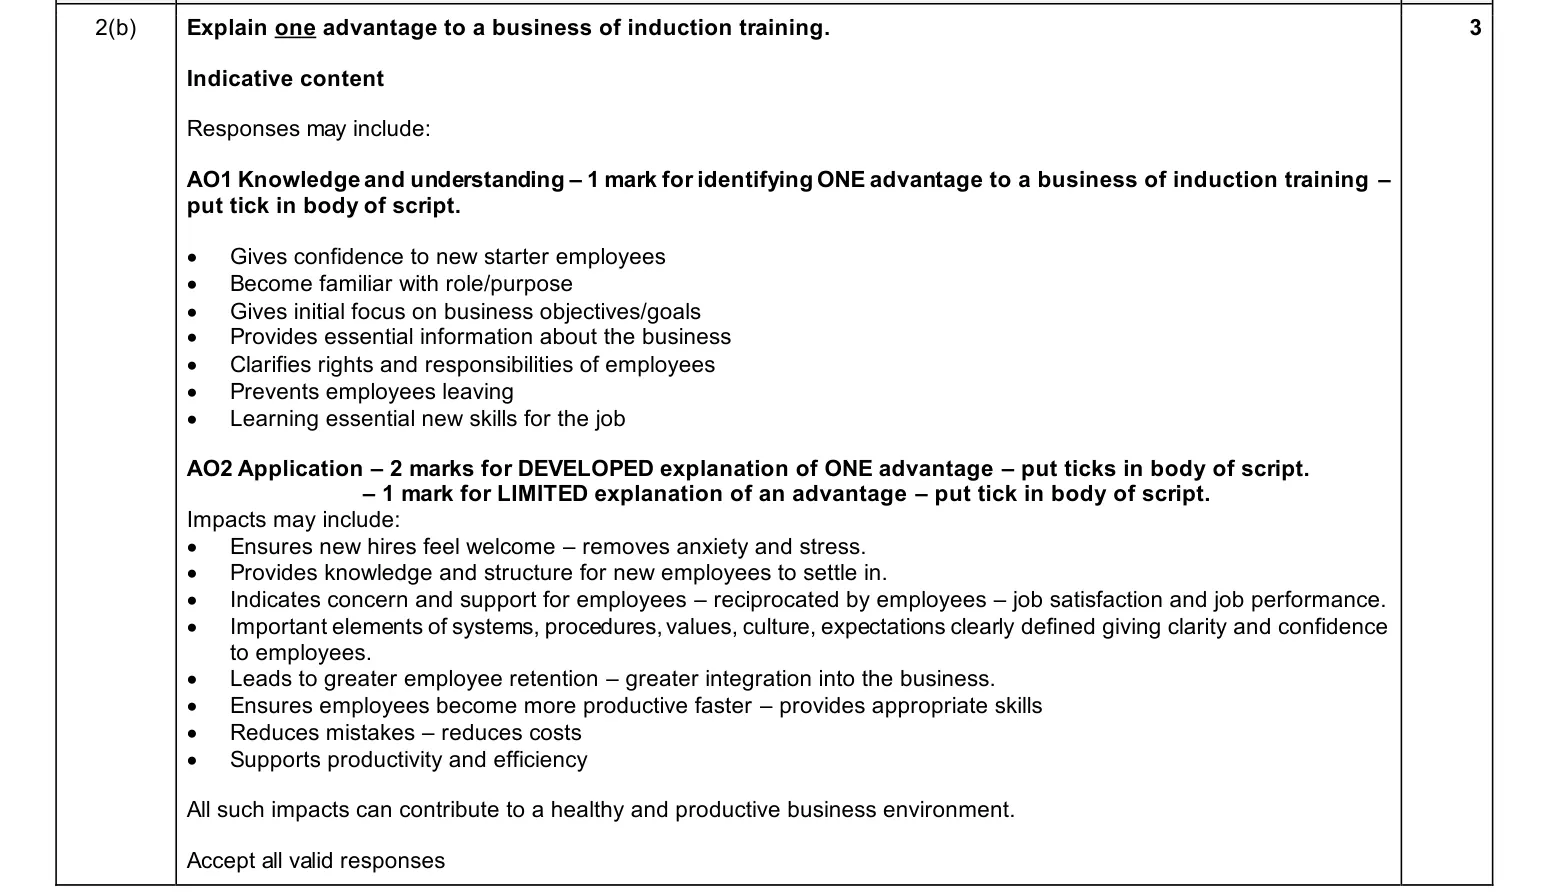 2(b) Explain one advantage to a business of induction training. 3
Indicative content
Responses may include:
AO1 Knowledge and understanding – 1 mark for identifying ONE advantage to a business of induction training –
put tick in body of script.
• Gives confidence to new starter employees
• Become familiar with role/purpose
• Gives initial focus on business objectives/goals
• Provides essential information about the business
• Clarifies rights and responsibilities of employees
• Prevents employees leaving
• Learning essential new skills for the job
AO2 Application – 2 marks for DEVELOPED explanation of ONE advantage – put ticks in body of script.
– 1 mark for LIMITED explanation of an advantage – put tick in body of script.
Impacts may include:
• Ensures new hires feel welcome – removes anxiety and stress.
• Provides knowledge and structure for new employees to settle in.
• Indicates concern and support for employees – reciprocated by employees – job satisfaction and job performance.
• Important elements of systems, procedures, values, culture, expectations clearly defined giving clarity and confidence
to employees.
• Leads to greater employee retention – greater integration into the business.
• Ensures employees become more productive faster – provides appropriate skills
• Reduces mistakes – reduces costs
• Supports productivity and efficiency
All such impacts can contribute to a healthy and productive business environment.
Accept all valid responses